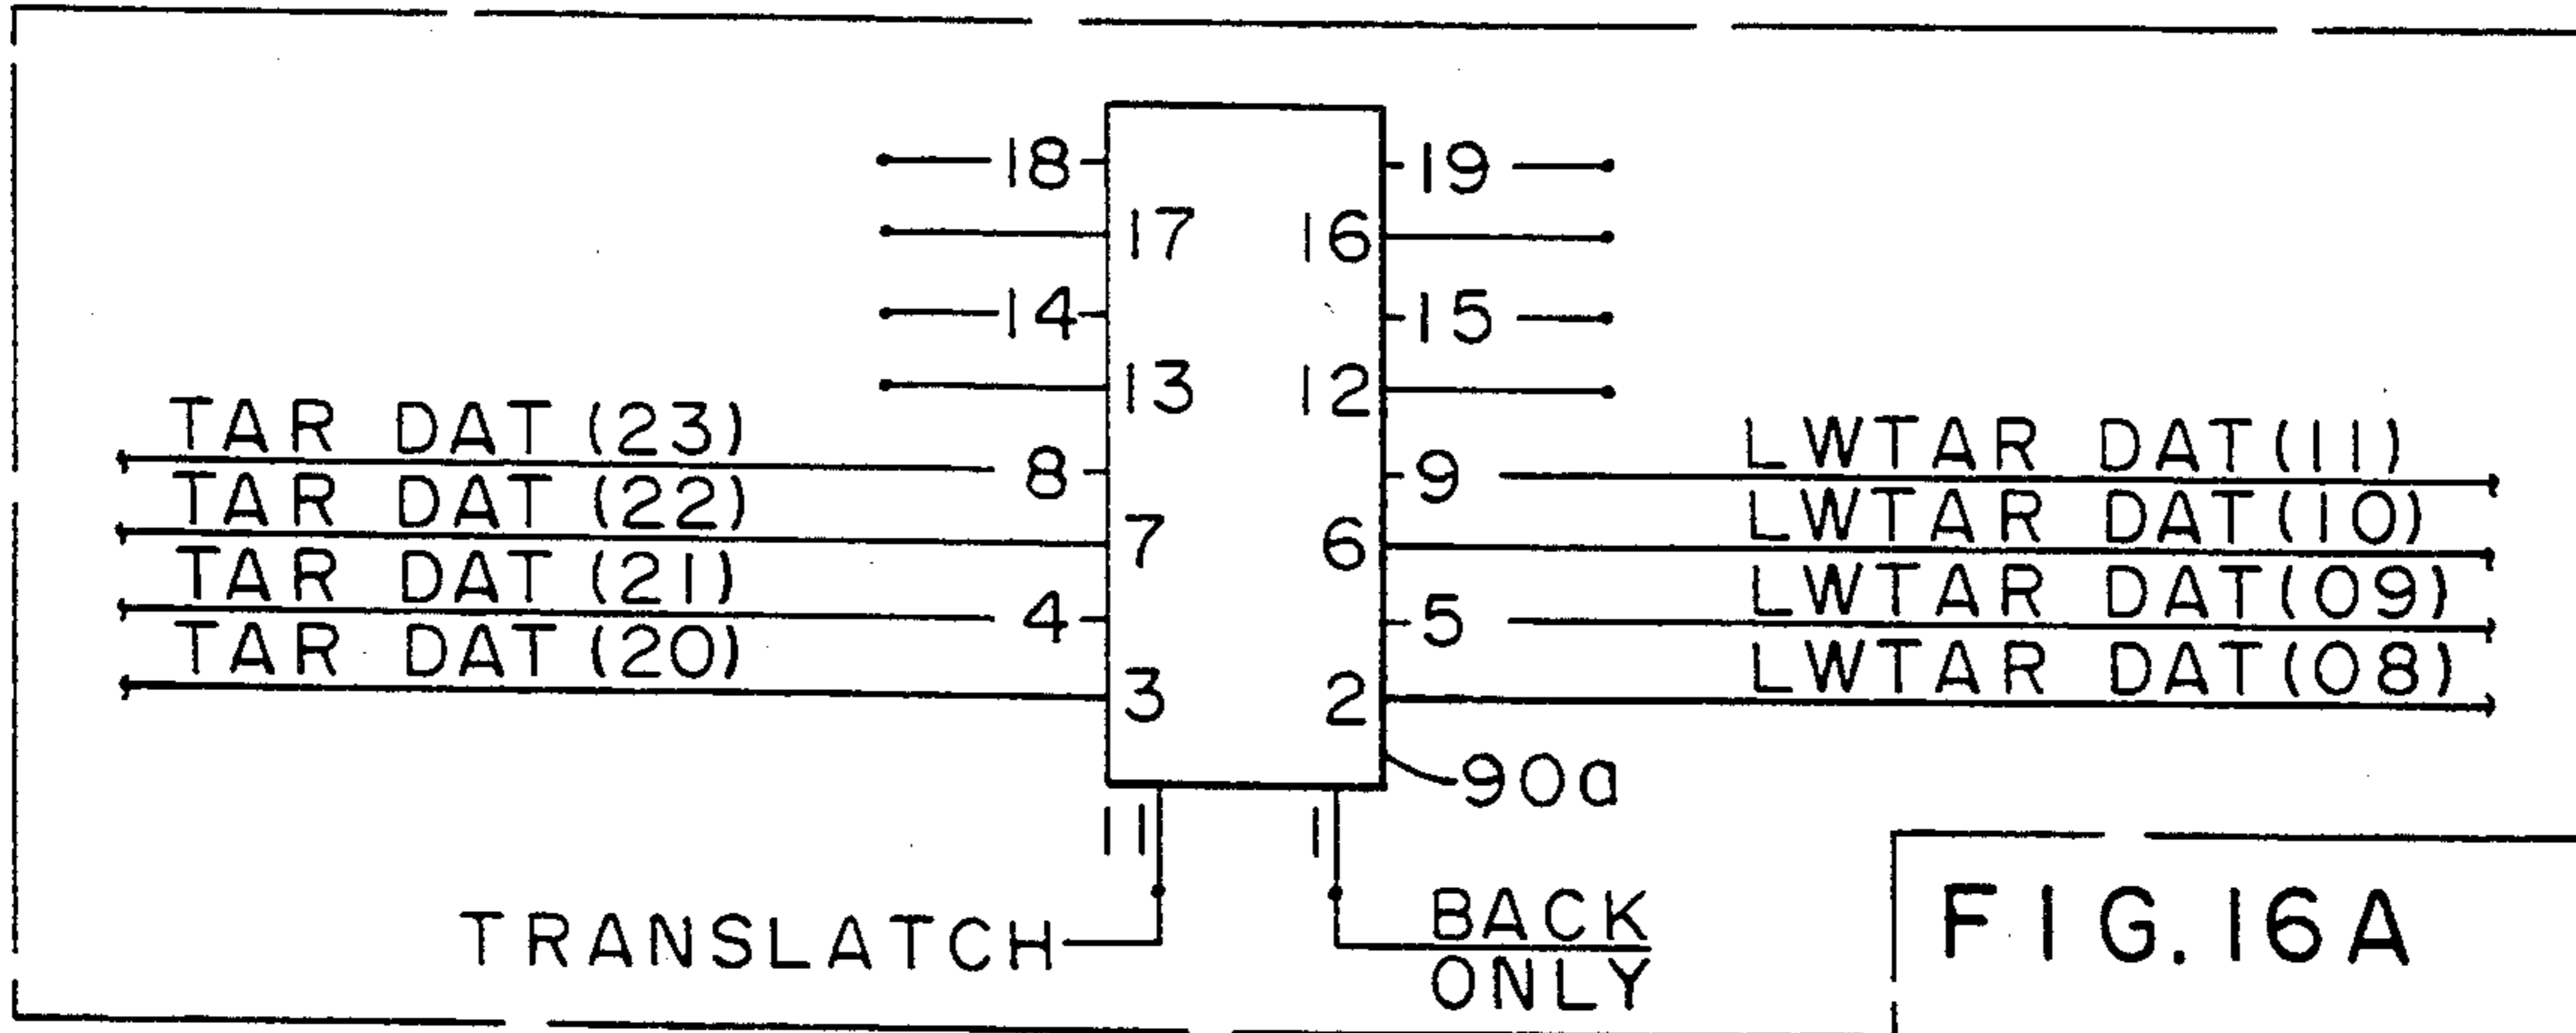 18 19
17 16
14 15
13 12
TAR DAT (23) 8 9 LWTAR DAT(11)
TAR DAT (22) 7 6 LWTAR DAT(10)
TAR DAT (21) 4 5 LWTAR DAT(09)
TAR DAT (20) 3 2 LWTAR DAT(08)
90a
11 1
TRANSLATCH BACK
ONLY
FIG. 16A